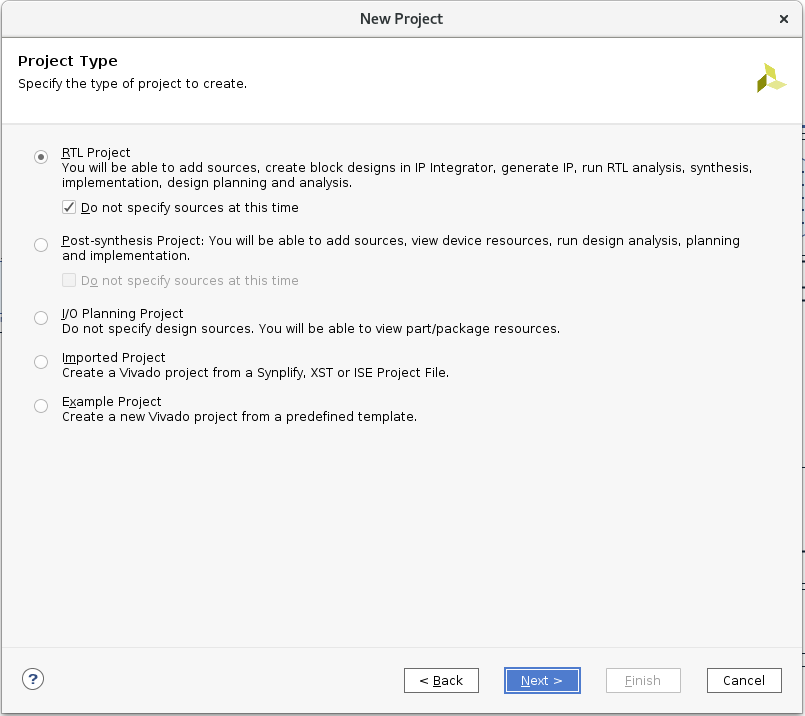 New Project
×
Project Type
Specify the type of project to create.
RTL Project
You will be able to add sources, create block designs in IP Integrator, generate IP, run RTL analysis, synthesis,
implementation, design planning and analysis.
Do not specify sources at this time
Post-synthesis Project: You will be able to add sources, view device resources, run design analysis, planning
and implementation.
Do not specify sources at this time
I/O Planning Project
Do not specify design sources. You will be able to view part/package resources.
Imported Project
Create a Vivado project from a Synplify, XST or ISE Project File.
Example Project
Create a new Vivado project from a predefined template.
?
< Back
Next >
Finish
Cancel